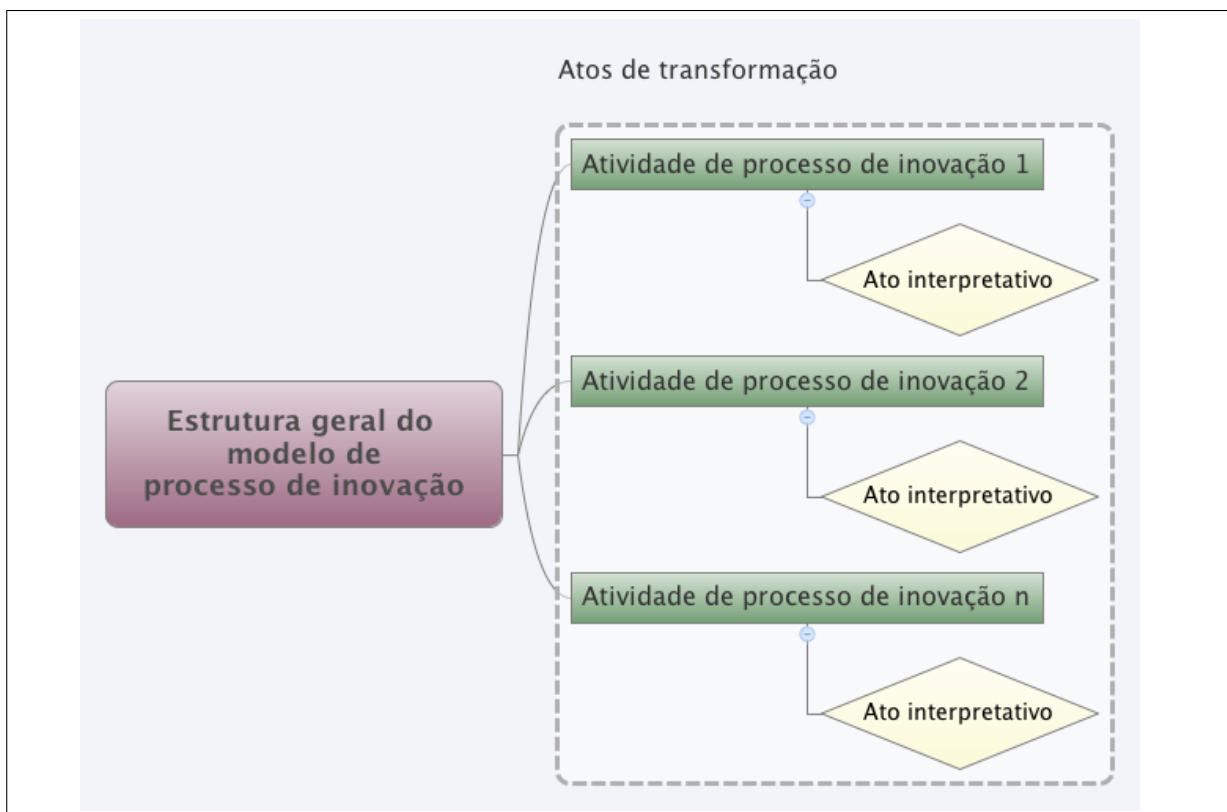 Atos de transformação
Atividade de processo de inovação 1
Ato interpretativo
Atividade de processo de inovação 2
Ato interpretativo
Estrutura geral do
modelo de
processo de inovação
Atividade de processo de inovação n
Ato interpretativo